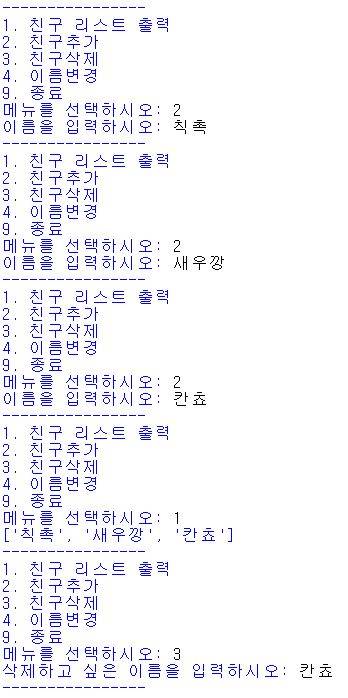 ----------------
1. 친구 리스트 출력
2. 친구추가
3. 친구삭제
4. 이름변경
9. 종료
메뉴를 선택하시오: 2
이름을 입력하시오: 칙촉
----------------
1. 친구 리스트 출력
2. 친구추가
3. 친구삭제
4. 이름변경
9. 종료
메뉴를 선택하시오: 2
이름을 입력하시오: 새우깡
----------------
1. 친구 리스트 출력
2. 친구추가
3. 친구삭제
4. 이름변경
9. 종료
메뉴를 선택하시오: 2
이름을 입력하시오: 칸쵸
----------------
1. 친구 리스트 출력
2. 친구추가
3. 친구삭제
4. 이름변경
9. 종료
메뉴를 선택하시오: 1
['칙촉', '새우깡', '칸쵸']
----------------
1. 친구 리스트 출력
2. 친구추가
3. 친구삭제
4. 이름변경
9. 종료
메뉴를 선택하시오: 3
삭제하고 싶은 이름을 입력하시오: 칸쵸
----------------